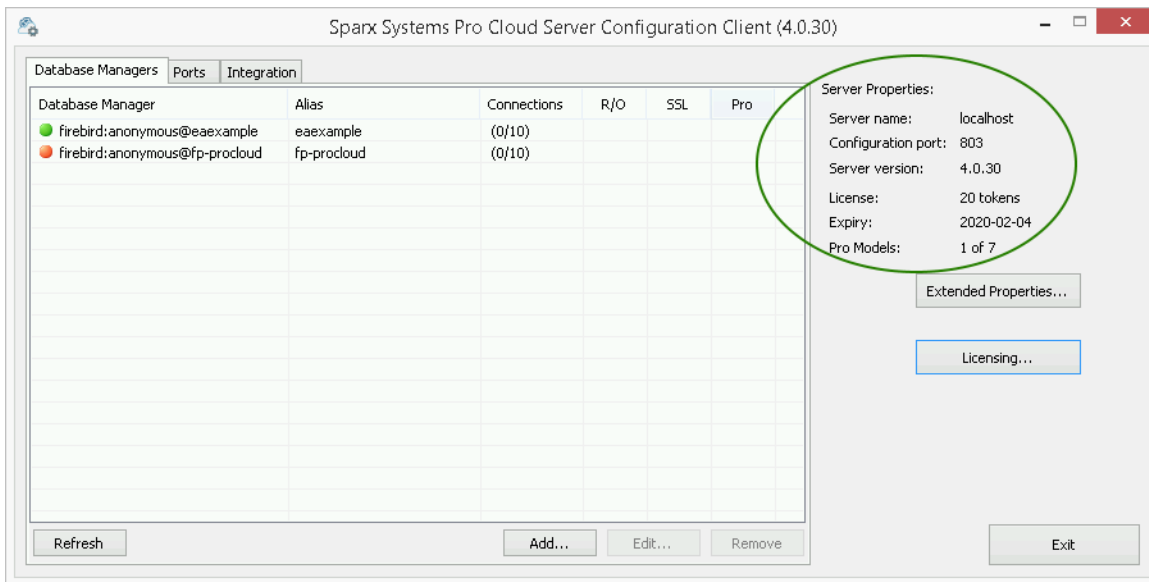 Sparx Systems Pro Cloud Server Configuration Client (4.0.30)
Database Managers Ports Integration
Database Manager Alias Connections R/O SSL Pro
firebird:anonymous@eaexample eaexample (0/10)
firebird:anonymous@fp-procloud fp-procloud (0/10)
Refresh Add... Edit... Remove
Server Properties:
Server name: localhost
Configuration port: 803
Server version: 4.0.30
License: 20 tokens
Expiry: 2020-02-04
Pro Models: 1 of 7
Extended Properties...
Licensing...
Exit